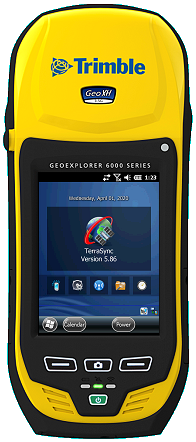 Trimble
GeoXH
GEOEXPLORER 6000 SERIES
1:23
Wednesday, April 01, 2020
TerraSync
Version 5.86
Calendar Power